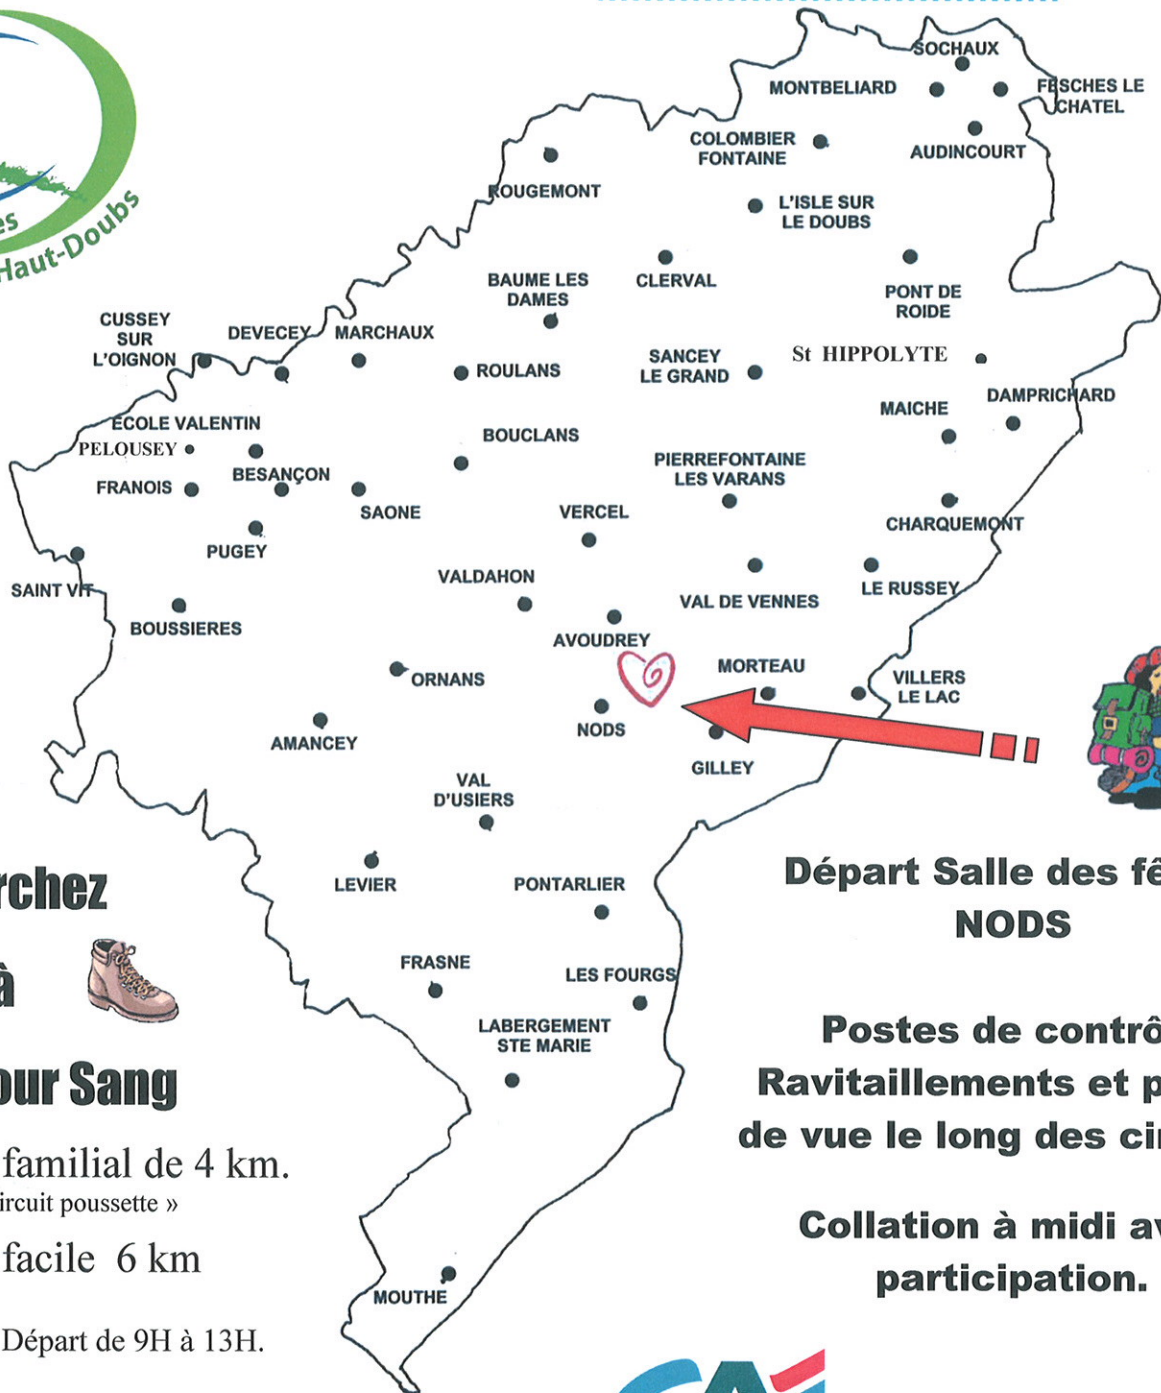 es
Haut-Doubs
SOCHAUX
MONTBELIARD
FESCHES LE
CHATEL
COLOMBIER
FONTAINE
AUDINCOURT
ROUGEMONT
L'ISLE SUR
LE DOUBS
BAUME LES
DAMES
CLERVAL
PONT DE
ROIDE
CUSSEY
SUR
L'OIGNON
DEVECEY
MARCHAUX
ROULANS
SANCEY
LE GRAND
St HIPPOLYTE
DAMPRICHARD
MAICHE
ÉCOLE VALENTIN
PELOUSEY
BOUCLANS
BESANÇON
FRANOIS
PIERREFONTAINE
LES VARANS
SAONE
VERCEL
CHARQUEMONT
PUGEY
SAINT VIT
VALDAHON
VAL DE VENNES
LE RUSSEY
BOUSSIERES
AVOUDREY
ORNANS
MORTEAU
VILLERS
LE LAC
NODS
AMANCEY
GILLEY
VAL
D'USIERS
LEVIER
PONTARLIER
FRASNE
LES FOURGS
LABERGEMENT
STE MARIE
MOUTHE
rchez
à
our Sang
familial de 4 km.
ircuit poussette »
facile 6 km
Départ de 9H à 13H.
Départ Salle des fê
NODS
Postes de contrô
Ravitaillements et p
de vue le long des cir
Collation à midi av
participation.